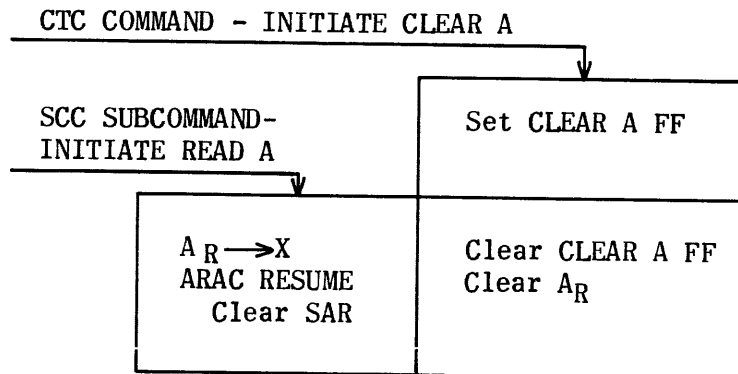 CTC COMMAND - INITIATE CLEAR A
SCC SUBCOMMAND-
INITIATE READ A
Set CLEAR A FF
A R → X
ARAC RESUME
Clear SAR
Clear CLEAR A FF
Clear AR